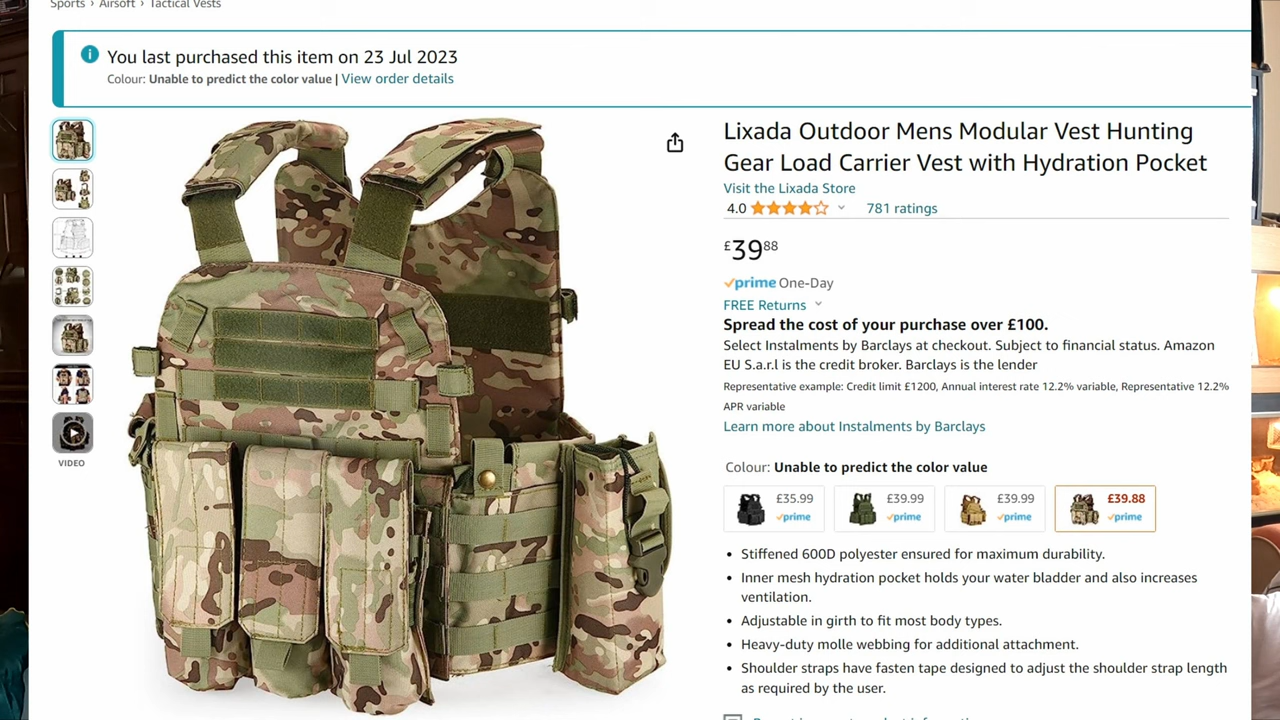 Sports › Airsoft › Tactical Vests
You last purchased this item on 23 Jul 2023
Colour: Unable to predict the color value | View order details
Lixada Outdoor Mens Modular Vest Hunting
Gear Load Carrier Vest with Hydration Pocket
Visit the Lixada Store
4.0 781 ratings
£39.88
prime One-Day
FREE Returns
Spread the cost of your purchase over £100.
Select Instalments by Barclays at checkout. Subject to financial status. Amazon
EU S.a.r.l is the credit broker. Barclays is the lender
Representative example: Credit limit £1200, Annual interest rate 12.2% variable, Representative 12.2%
APR variable
Learn more about Instalments by Barclays
VIDEO
Colour: Unable to predict the color value
£35.99 £39.99 £39.99 £39.88
prime prime prime prime
• Stiffened 600D polyester ensured for maximum durability.
• Inner mesh hydration pocket holds your water bladder and also increases
ventilation.
• Adjustable in girth to fit most body types.
• Heavy-duty molle webbing for additional attachment.
• Shoulder straps have fasten tape designed to adjust the shoulder strap length
as required by the user.